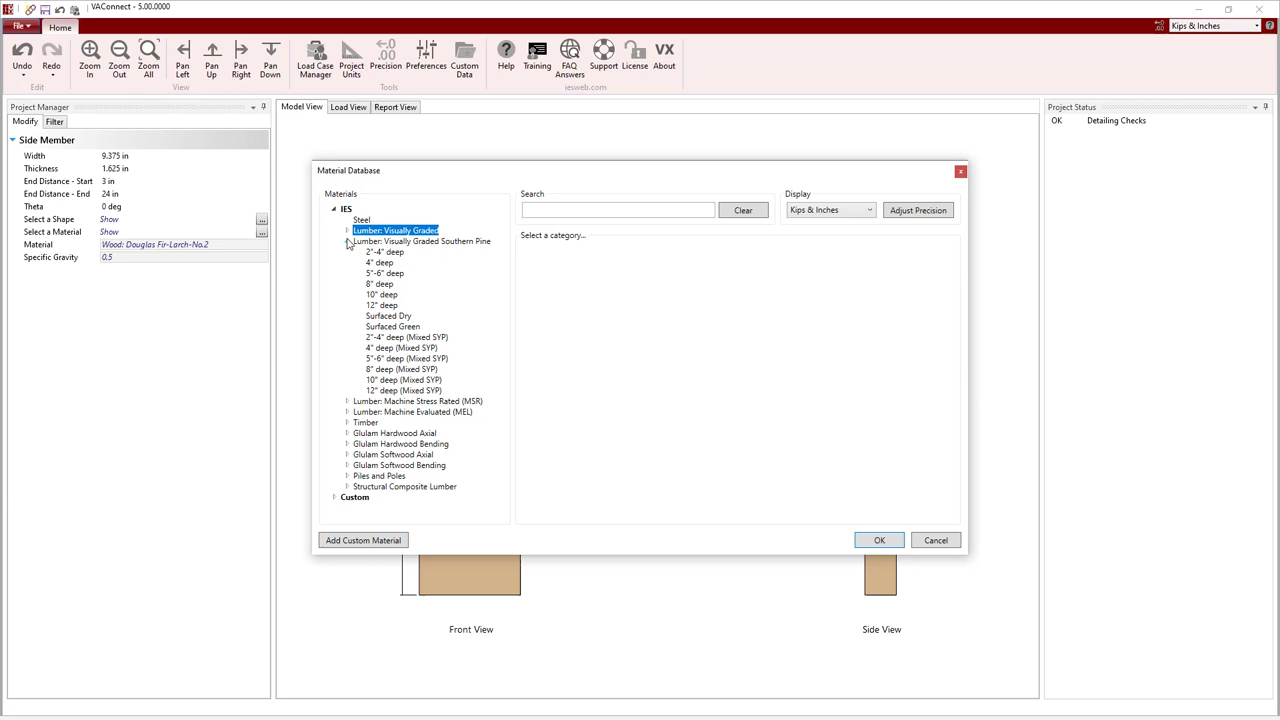 VAConnect - 5.00.0000
File
Home
Kips & Inches
Undo
Redo
Zoom In
Zoom Out
Zoom All
Pan Left
Pan Up
Pan Right
Pan Down
Load Case Manager
Project Units
Precision
Preferences
Custom Data
Help
Training
FAQ Answers
Support
License
VX
About
Edit
View
Tools
iesweb.com
Project Manager
Modify
Filter
Side Member
Width 9.375 in
Thickness 1.625 in
End Distance - Start 3 in
End Distance - End 24 in
Theta 0 deg
Select a Shape Show ...
Select a Material Show ...
Material Wood: Douglas Fir-Larch-No.2
Specific Gravity 0.5
Model View
Load View
Report View
Project Status
OK Detailing Checks
Material Database
Materials
IES
Steel
Lumber: Visually Graded
Lumber: Visually Graded Southern Pine
2"-4" deep
4" deep
5"-6" deep
8" deep
10" deep
12" deep
Surfaced Dry
Surfaced Green
2"-4" deep (Mixed SYP)
4" deep (Mixed SYP)
5"-6" deep (Mixed SYP)
8" deep (Mixed SYP)
10" deep (Mixed SYP)
12" deep (Mixed SYP)
Lumber: Machine Stress Rated (MSR)
Lumber: Machine Evaluated (MEL)
Timber
Glulam Hardwood Axial
Glulam Hardwood Bending
Glulam Softwood Axial
Glulam Softwood Bending
Piles and Poles
Structural Composite Lumber
Custom
Search
Clear
Display
Kips & Inches
Adjust Precision
Select a category...
Add Custom Material
OK
Cancel
Front View
Side View